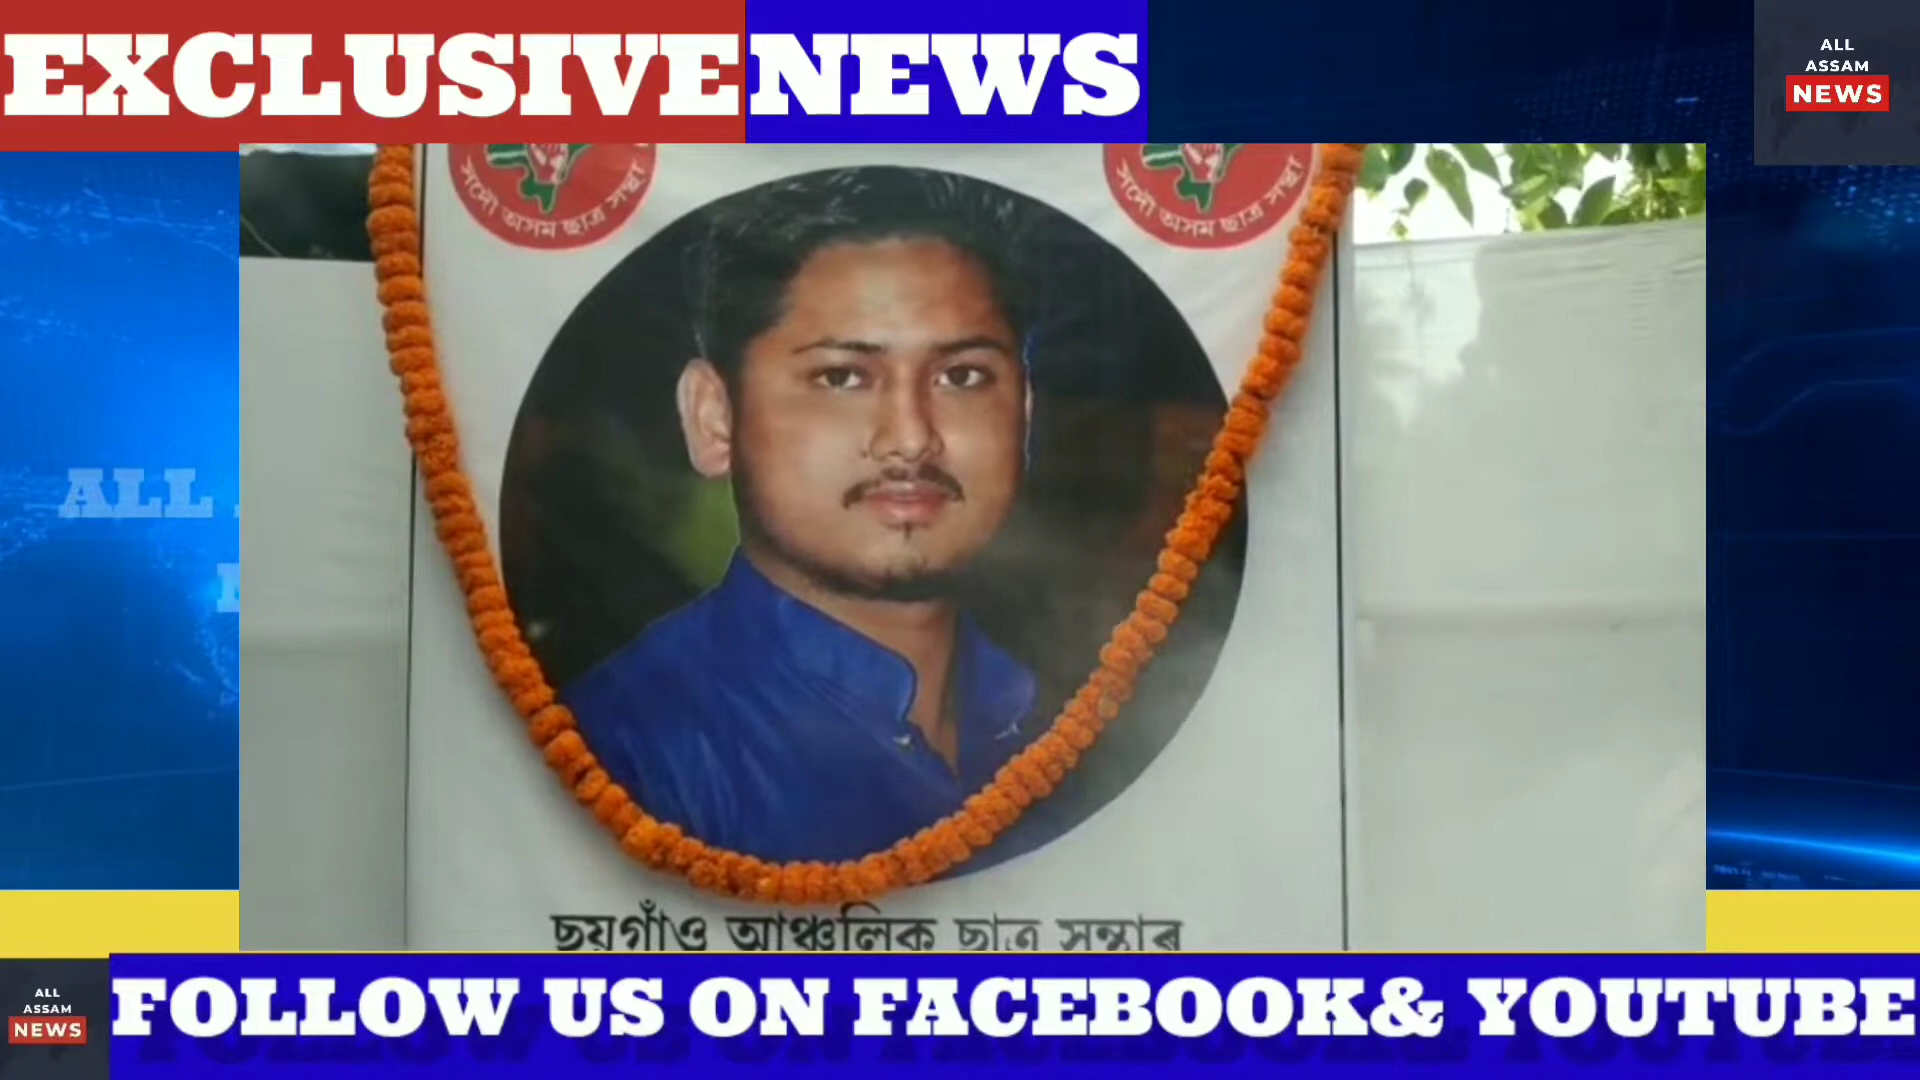 EXCLUSIVE NEWS
ALL
ASSAM
NEWS
সদৌ অসম ছাত্ৰ সন্থা
সদৌ অসম ছাত্ৰ সন্থা
ALL
ছয়গাঁও আঞ্চলিক ছাত্ৰ সন্থাৰ
ALL
ASSAM
NEWS
FOLLOW US ON FACEBOOK& YOUTUBE